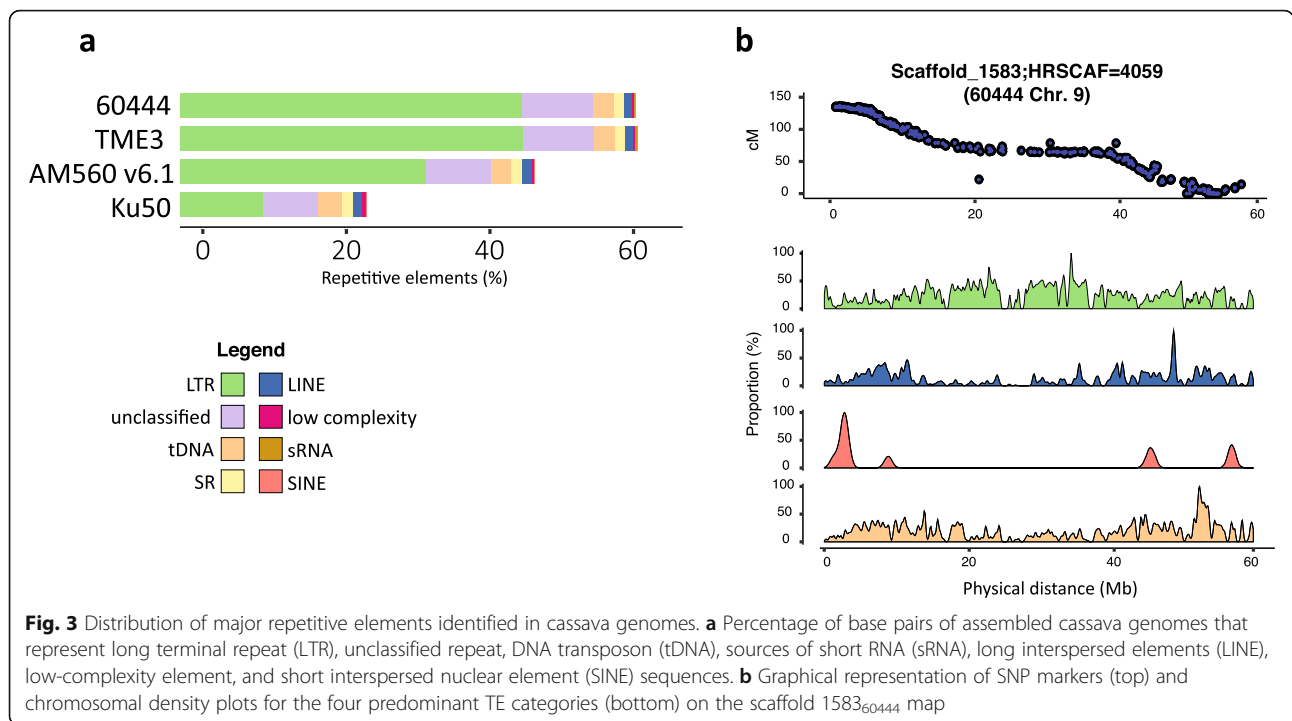 a
60444
TME3
AM560 v6.1
Ku50
0 20 40 60
Repetitive elements (%)
Legend
LTR LINE
unclassified low complexity
tDNA sRNA
SR SINE
b
Scaffold_1583;HRSCAF=4059
(60444 Chr. 9)
150
100
50
0
cM
0 20 40 60
100
50
0
100
50
0
100
50
0
100
50
0
Proportion (%)
0 20 40 60
Physical distance (Mb)
Fig. 3 Distribution of major repetitive elements identified in cassava genomes. a Percentage of base pairs of assembled cassava genomes that
represent long terminal repeat (LTR), unclassified repeat, DNA transposon (tDNA), sources of short RNA (sRNA), long interspersed elements (LINE),
low-complexity element, and short interspersed nuclear element (SINE) sequences. b Graphical representation of SNP markers (top) and
chromosomal density plots for the four predominant TE categories (bottom) on the scaffold 1583₆₀₄₄₄ map